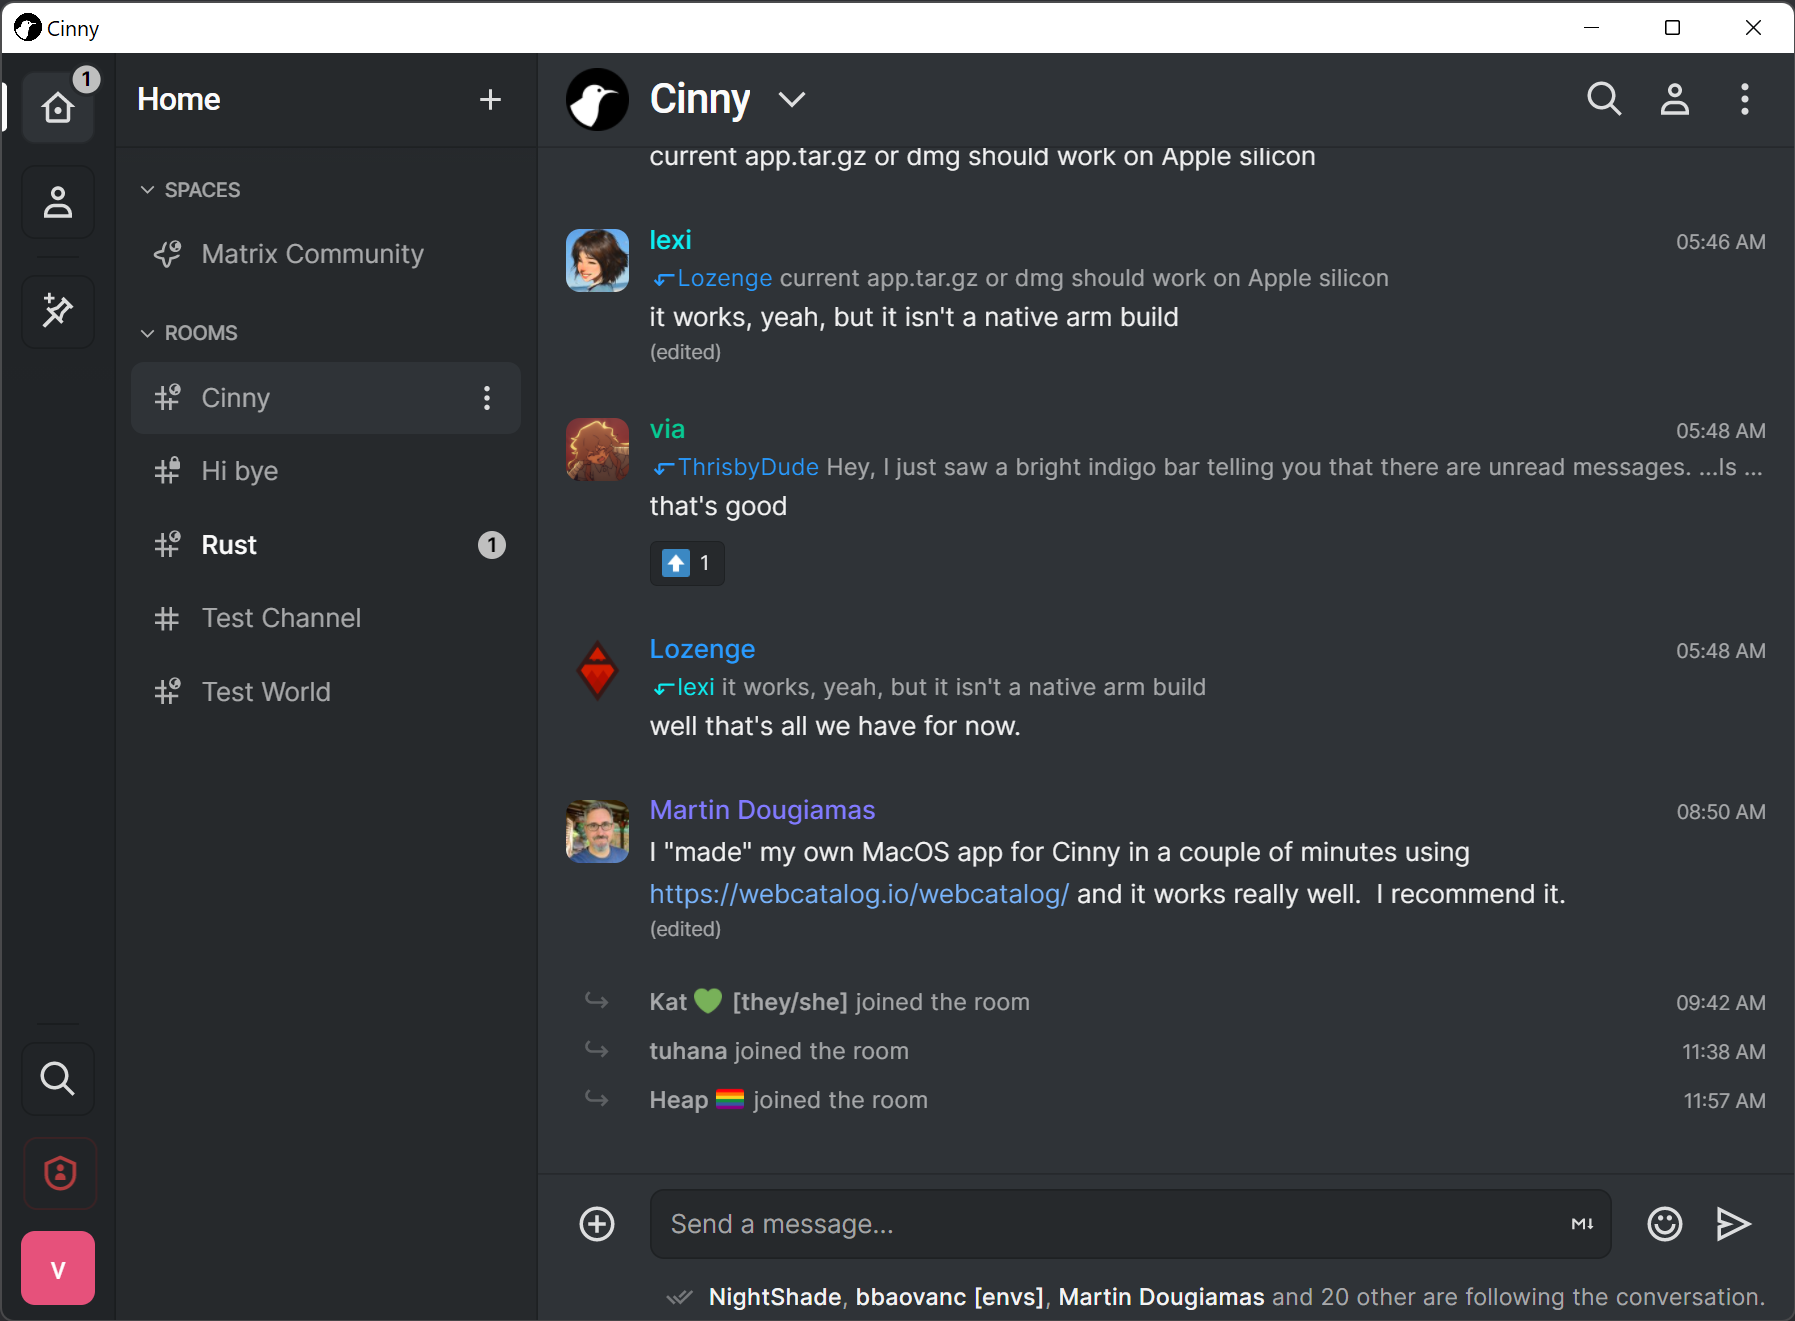 Cinny
1
Home
SPACES
Matrix Community
ROOMS
Cinny
Hi bye
Rust
1
Test Channel
Test World
V
Cinny
current app.tar.gz or dmg should work on Apple silicon
lexi
05:46 AM
Lozenge current app.tar.gz or dmg should work on Apple silicon
it works, yeah, but it isn't a native arm build
(edited)
via
05:48 AM
ThrisbyDude Hey, I just saw a bright indigo bar telling you that there are unread messages. ...Is ...
that's good
1
Lozenge
05:48 AM
lexi it works, yeah, but it isn't a native arm build
well that's all we have for now.
Martin Dougiamas
08:50 AM
I "made" my own MacOS app for Cinny in a couple of minutes using
https://webcatalog.io/webcatalog/ and it works really well.  I recommend it.
(edited)
Kat 💚 [they/she] joined the room
09:42 AM
tuhana joined the room
11:38 AM
Heap 🏳️‍🌈 joined the room
11:57 AM
Send a message...
M↓
NightShade, bbaovanc [envs], Martin Dougiamas and 20 other are following the conversation.